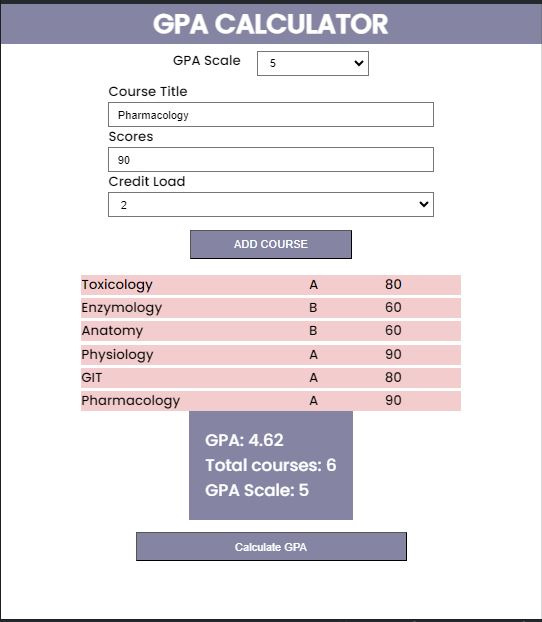 GPA CALCULATOR
GPA Scale 5
Course Title
Pharmacology
Scores
90
Credit Load
2
ADD COURSE
Toxicology A 80
Enzymology B 60
Anatomy B 60
Physiology A 90
GIT A 80
Pharmacology A 90
GPA: 4.62
Total courses: 6
GPA Scale: 5
Calculate GPA